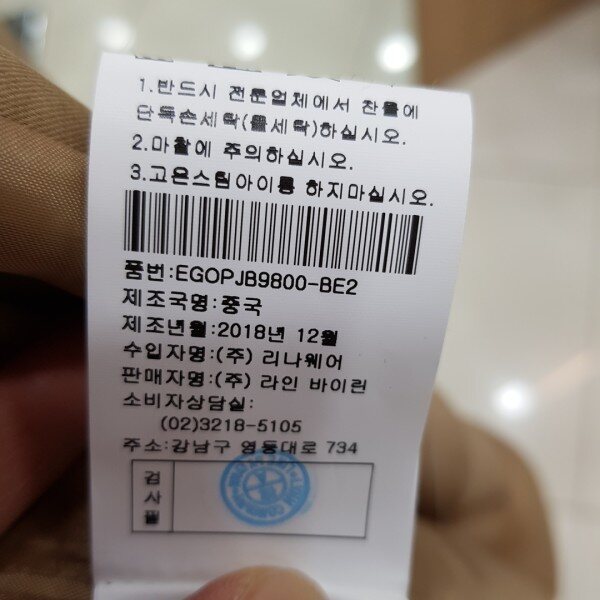 1.반드시 전문업체에서 찬물에
단독손세탁(물세탁)하십시오.
2.마찰에 주의하십시오.
3.고온스팀아이롱 하지마십시오.
품번:EGOPJB9800-BE2
제조국명:중국
제조년월:2018년 12월
수입자명:(주) 리나웨어
판매자명:(주) 라인 바이린
소비자상담실:
(02)3218-5105
주소:강남구 영동대로 734
검
사
필